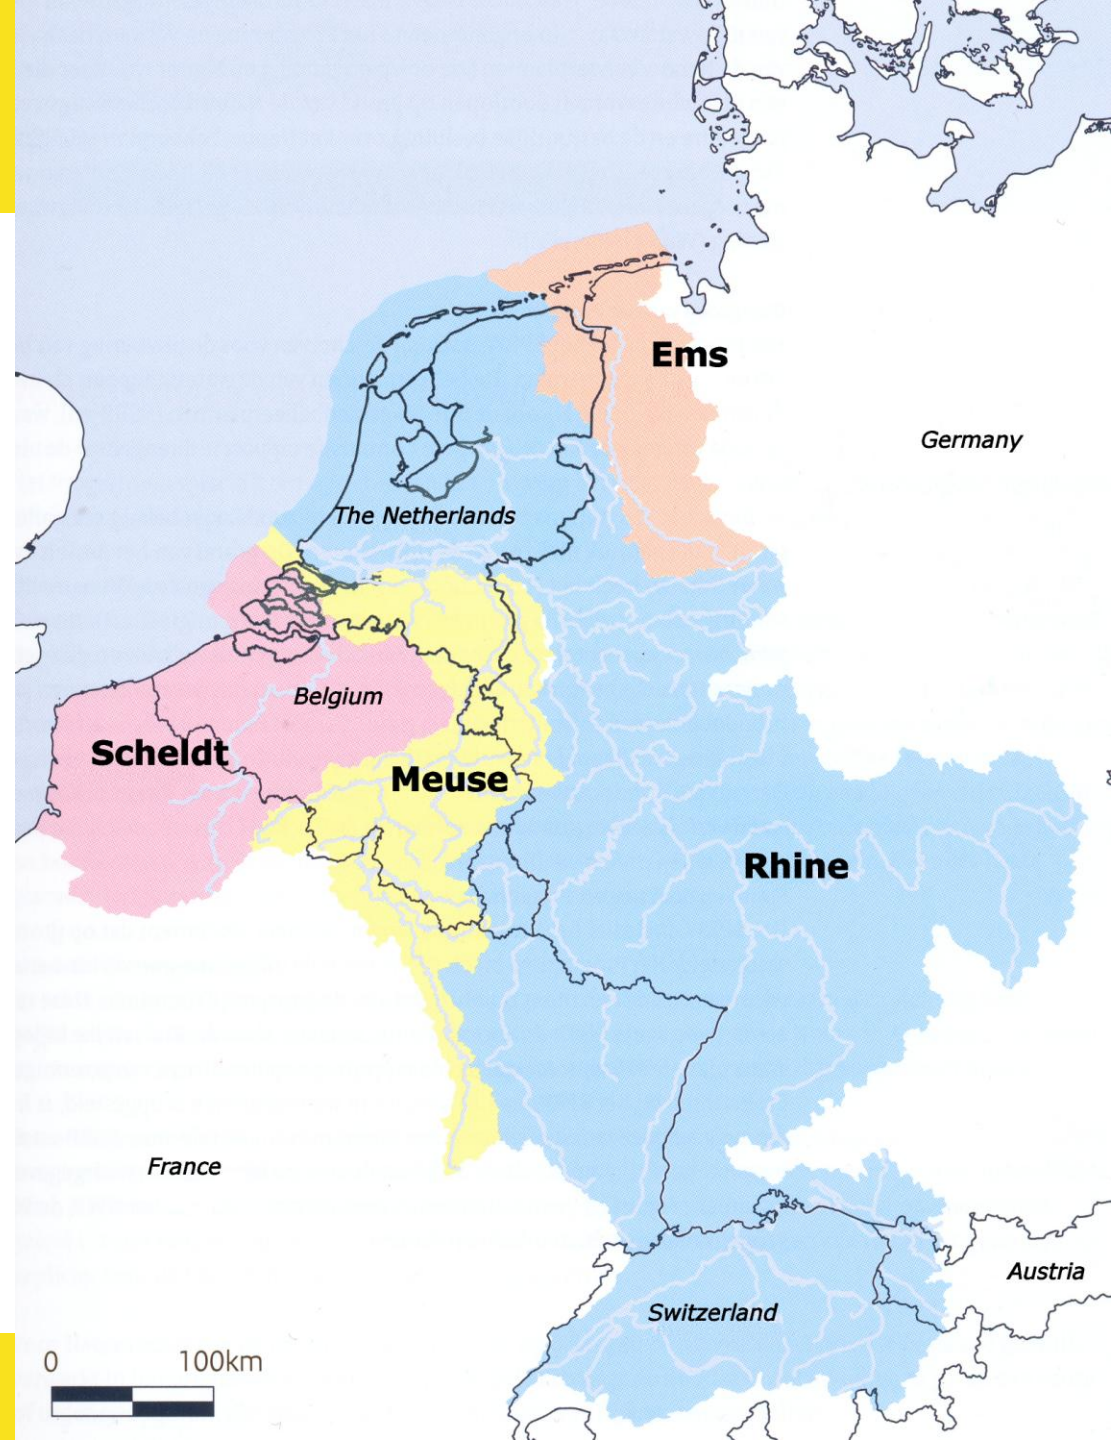 Ems
Germany
The Netherlands
Belgium
Scheldt
Meuse
Rhine
France
Austria
Switzerland
0 100km